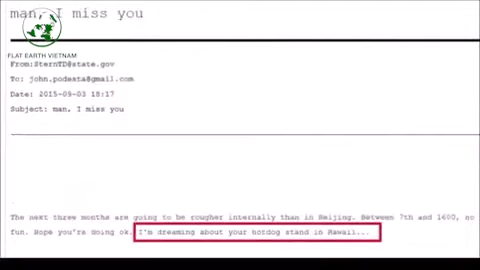 man, I miss you
FLAT EARTH VIETNAM
From:SternTD@state.gov
To: john.podesta@gmail.com
Date: 2015-09-03 18:17
Subject: man, I miss you
The next three months are going to be rougher internally than in Beijing. Between 7th and 1600, no
fun. Hope you're doing ok. I'm dreaming about your hotdog stand in Hawaii...